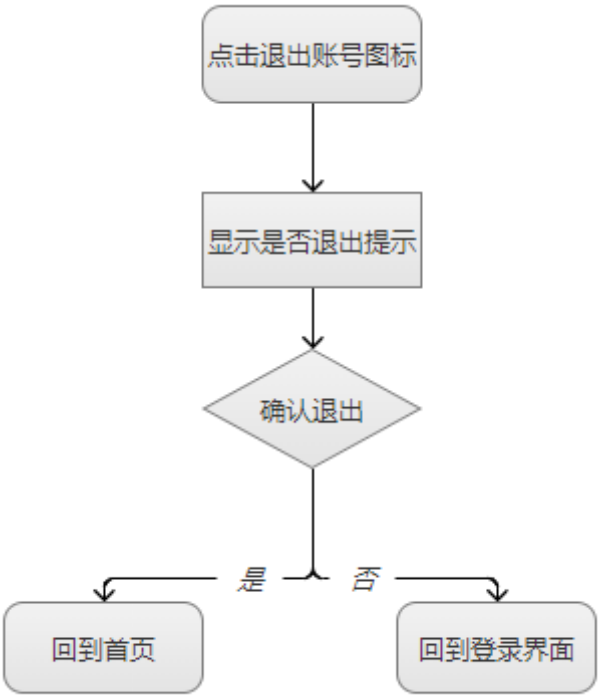 点击退出账号图标
显示是否退出提示
确认退出
是
否
回到首页
回到登录界面